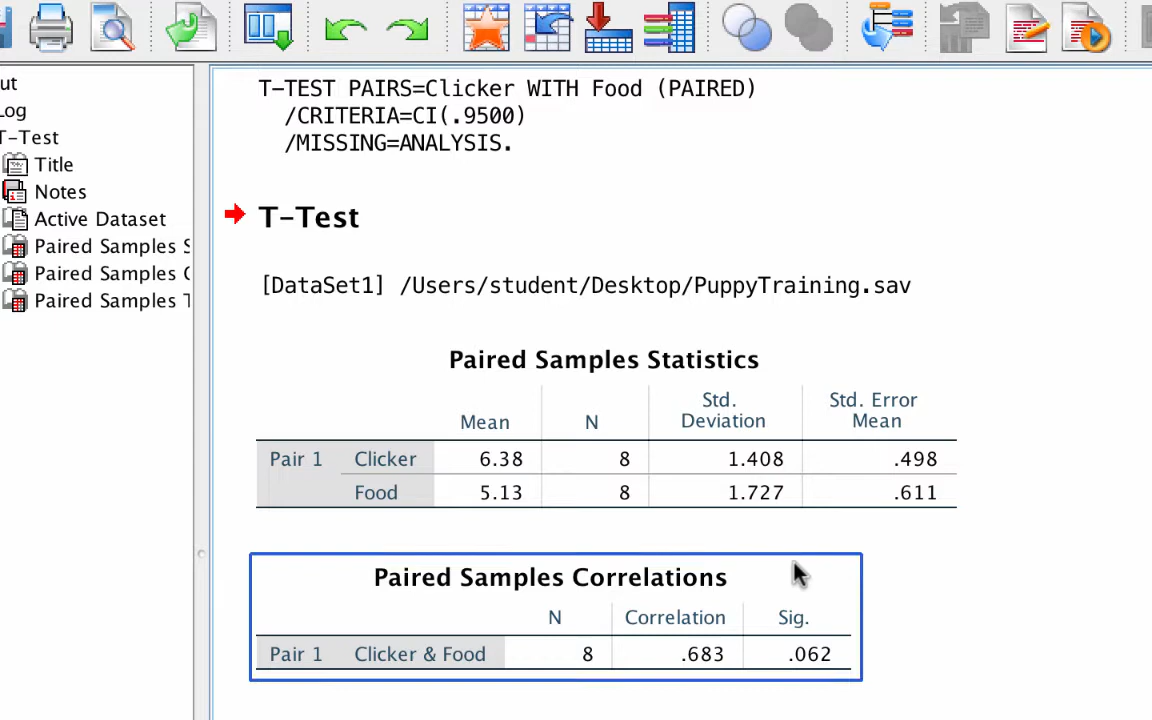 T-TEST PAIRS=Clicker WITH Food (PAIRED)
/CRITERIA=CI(.9500)
/MISSING=ANALYSIS.
ut
Log
T-Test
Title
Notes
Active Dataset
Paired Samples S
Paired Samples C
Paired Samples T
T-Test
[DataSet1] /Users/student/Desktop/PuppyTraining.sav
Paired Samples Statistics
Mean N Std. Deviation Std. Error Mean
Pair 1 Clicker 6.38 8 1.408 .498
Food 5.13 8 1.727 .611
Paired Samples Correlations
N Correlation Sig.
Pair 1 Clicker & Food 8 .683 .062